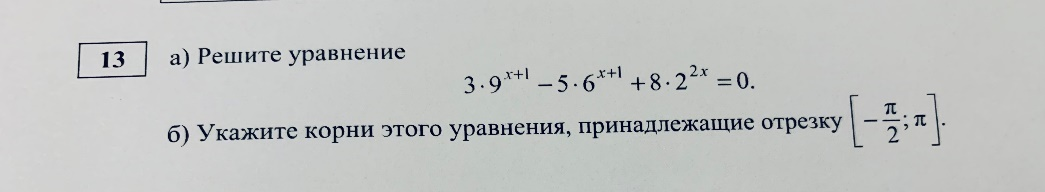 13 а) Решите уравнение
3·9^{x+1} − 5·6^{x+1} + 8·2^{2x} = 0.
б) Укажите корни этого уравнения, принадлежащие отрезку [−π/2; π].